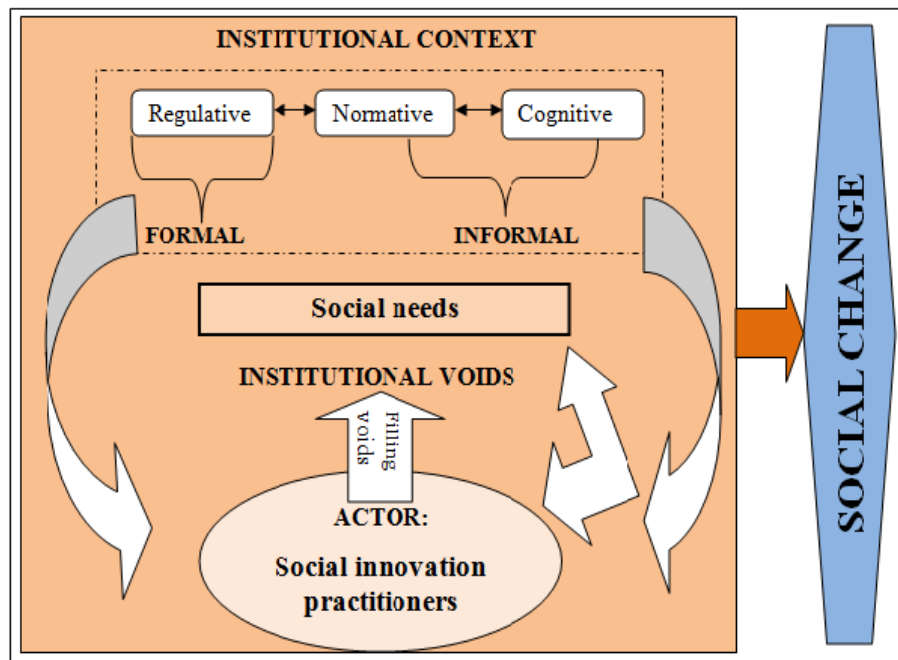 INSTITUTIONAL CONTEXT
Regulative
Normative
Cognitive
FORMAL
INFORMAL
Social needs
INSTITUTIONAL VOIDS
Filling
voids
ACTOR:
Social innovation
practitioners
SOCIAL CHANGE